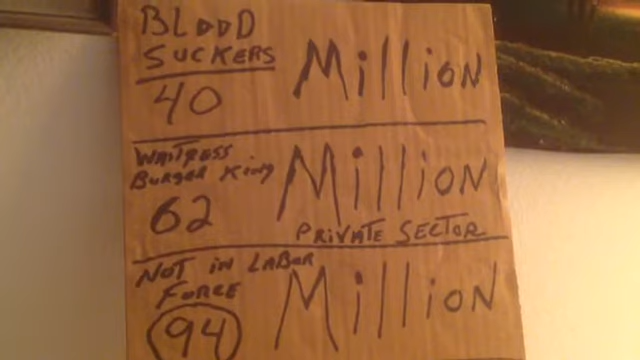 BLOOD
SUCKERS
40 MilliON
WAITRESS
BURGER KING
62 MilliON
PRIVATE SECTOR
NOT IN LABOR
FORCE
94 MilliON